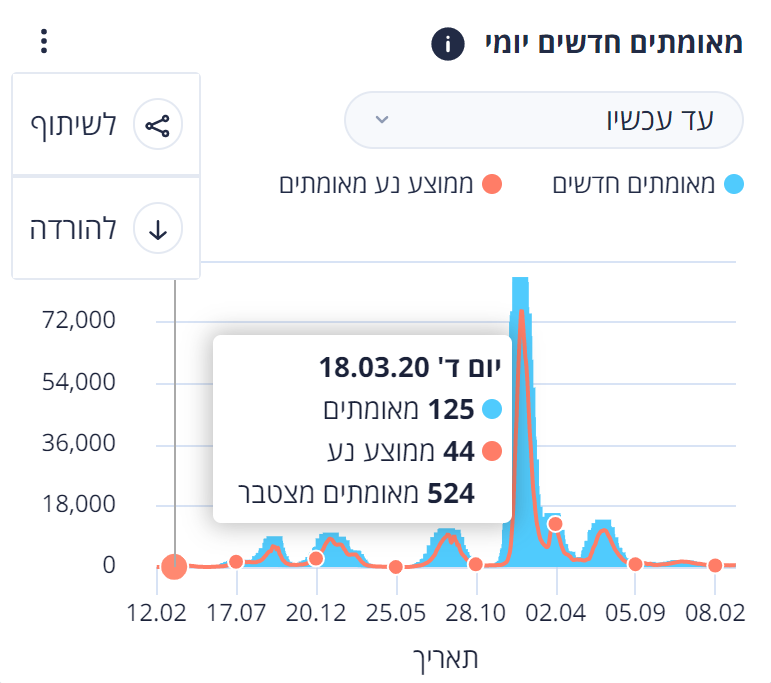 מאומתים חדשים יומי
עד עכשיו
מאומתים חדשים
ממוצע נע מאומתים
לשיתוף
להורדה
72,000
54,000
36,000
18,000
0
יום ד' 18.03.20
125 מאומתים
44 ממוצע נע
524 מאומתים מצטבר
12.02 17.07 20.12 25.05 28.10 02.04 05.09 08.02
תאריך